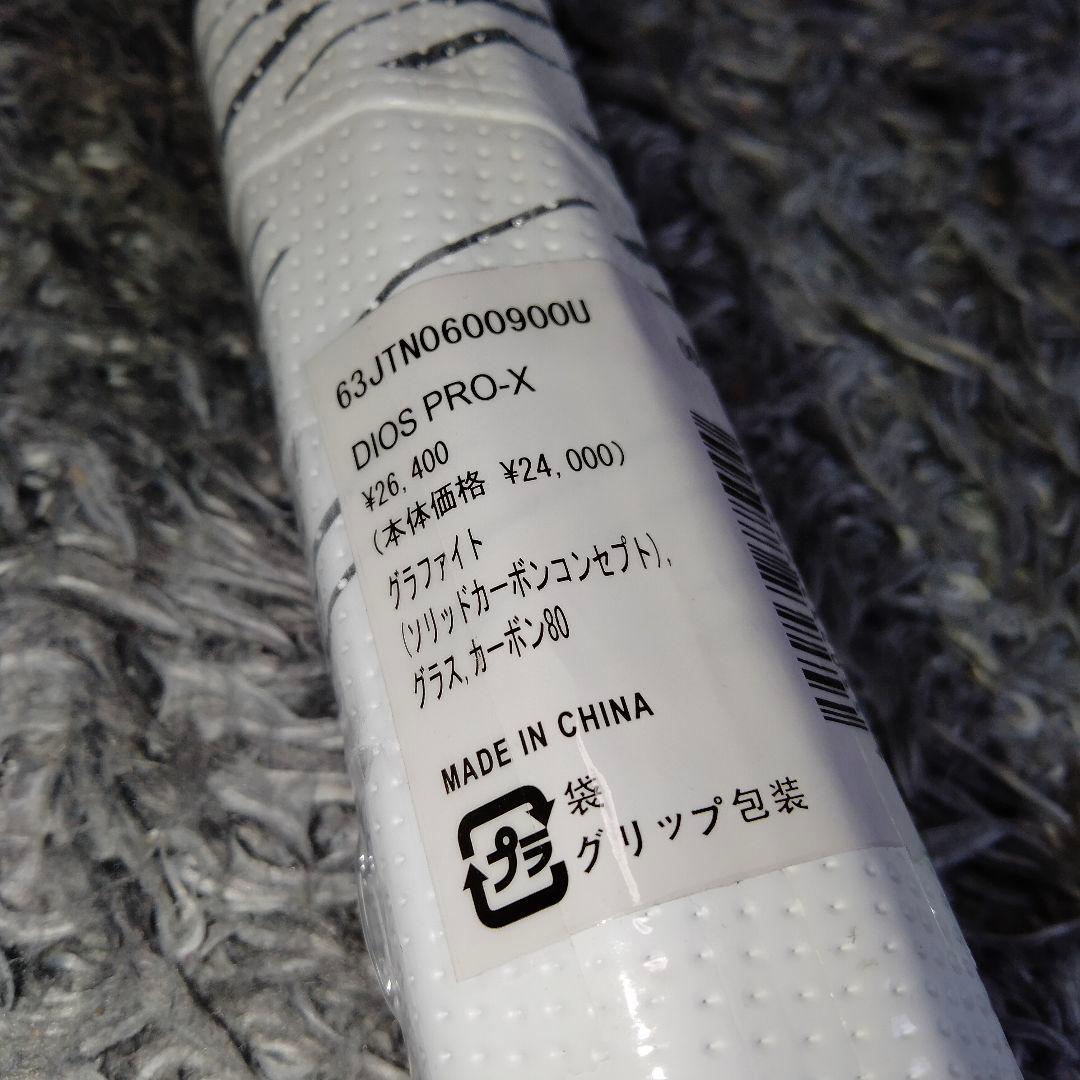 63JTN0600900U
DIOS PRO-X
¥26,400
(本体価格 ¥24,000)
グラファイト
(ソリッドカーボンコンセプト),
グラス,カーボン80
MADE IN CHINA
プラ
袋
グリップ包装